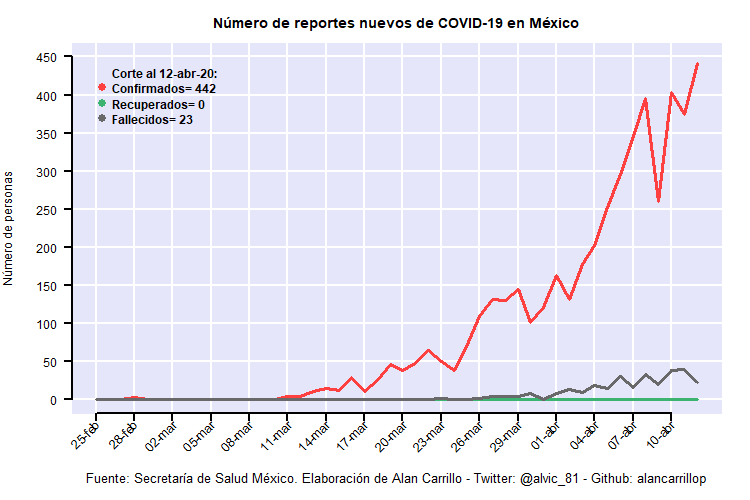 Número de reportes nuevos de COVID-19 en México
Número de personas
450
400
350
300
250
200
150
100
50
0
Corte al 12-abr-20:
Confirmados= 442
Recuperados= 0
Fallecidos= 23
25-feb
28-feb
02-mar
05-mar
08-mar
11-mar
14-mar
17-mar
20-mar
23-mar
26-mar
29-mar
01-abr
04-abr
07-abr
10-abr
Fuente: Secretaría de Salud México. Elaboración de Alan Carrillo - Twitter: @alvic_81 - Github: alancarrillop